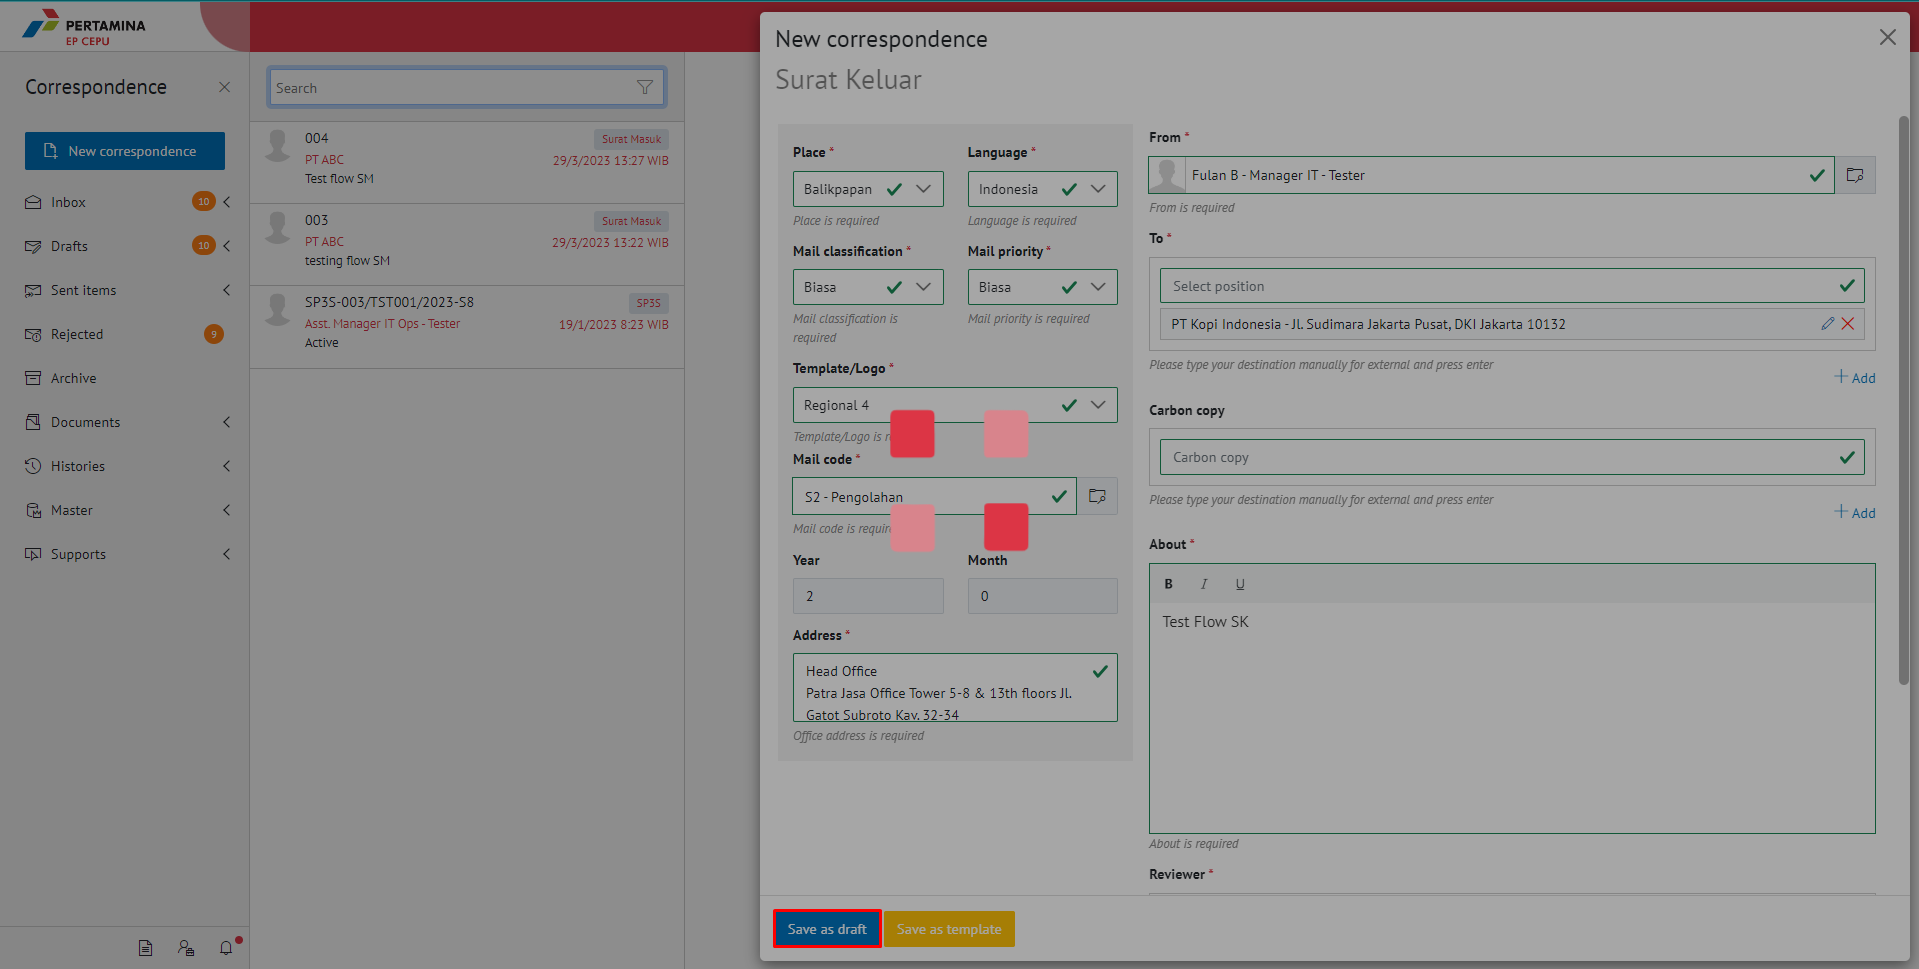 PERTAMINA
EP CEPU
Correspondence
New correspondence
Inbox
10
Drafts
10
Sent items
Rejected
9
Archive
Documents
Histories
Master
Supports
Search
004
Surat Masuk
PT ABC
29/3/2023 13:27 WIB
Test flow SM
003
Surat Masuk
PT ABC
29/3/2023 13:22 WIB
testing flow SM
SP3S-003/TST001/2023-S8
SP3S
Asst. Manager IT Ops - Tester
19/1/2023 8:23 WIB
Active
New correspondence
Surat Keluar
Place *
Language *
Balikpapan
Indonesia
Place is required
Language is required
Mail classification *
Mail priority *
Biasa
Biasa
Mail classification is
required
Mail priority is required
Template/Logo *
Regional 4
Template/Logo is r
Mail code *
S2 - Pengolahan
Mail code is requir
Year
Month
2
0
Address *
Head Office
Patra Jasa Office Tower 5-8 & 13th floors Jl.
Gatot Subroto Kav. 32-34
Office address is required
From *
Fulan B - Manager IT - Tester
From is required
To *
Select position
PT Kopi Indonesia - Jl. Sudimara Jakarta Pusat, DKI Jakarta 10132
Please type your destination manually for external and press enter
+ Add
Carbon copy
Carbon copy
Please type your destination manually for external and press enter
+ Add
About *
B I U
Test Flow SK
About is required
Reviewer *
Save as draft
Save as template